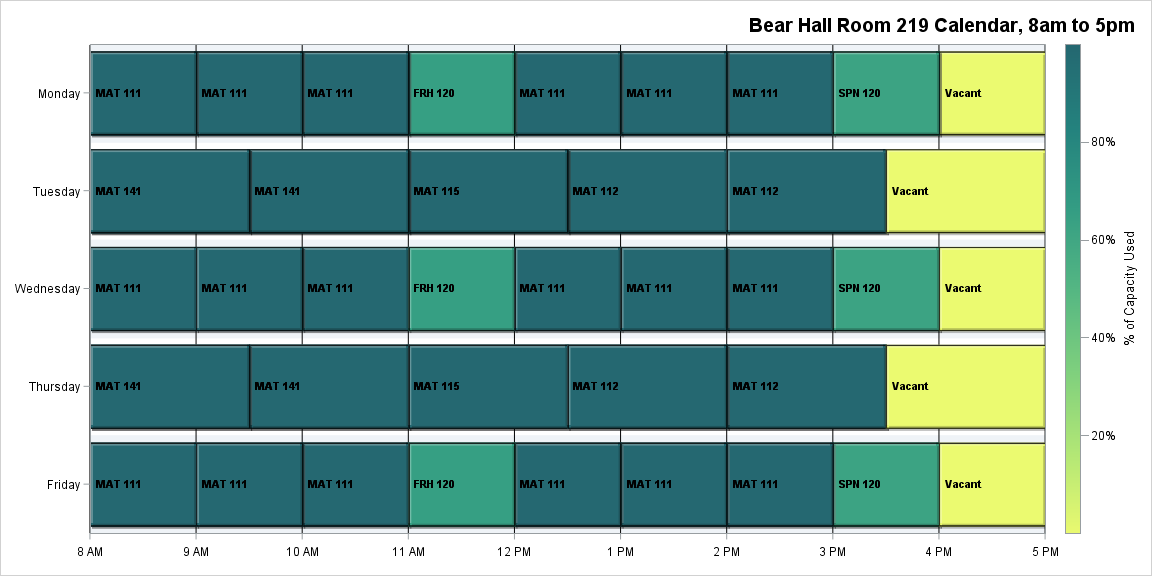 Bear Hall Room 219 Calendar, 8am to 5pm
Monday
MAT 111 MAT 111 MAT 111 FRH 120 MAT 111 MAT 111 MAT 111 SPN 120 Vacant
Tuesday
MAT 141 MAT 141 MAT 115 MAT 112 MAT 112 Vacant
Wednesday
MAT 111 MAT 111 MAT 111 FRH 120 MAT 111 MAT 111 MAT 111 SPN 120 Vacant
Thursday
MAT 141 MAT 141 MAT 115 MAT 112 MAT 112 Vacant
Friday
MAT 111 MAT 111 MAT 111 FRH 120 MAT 111 MAT 111 MAT 111 SPN 120 Vacant
8 AM 9 AM 10 AM 11 AM 12 PM 1 PM 2 PM 3 PM 4 PM 5 PM
80%
60%
40%
20%
% of Capacity Used